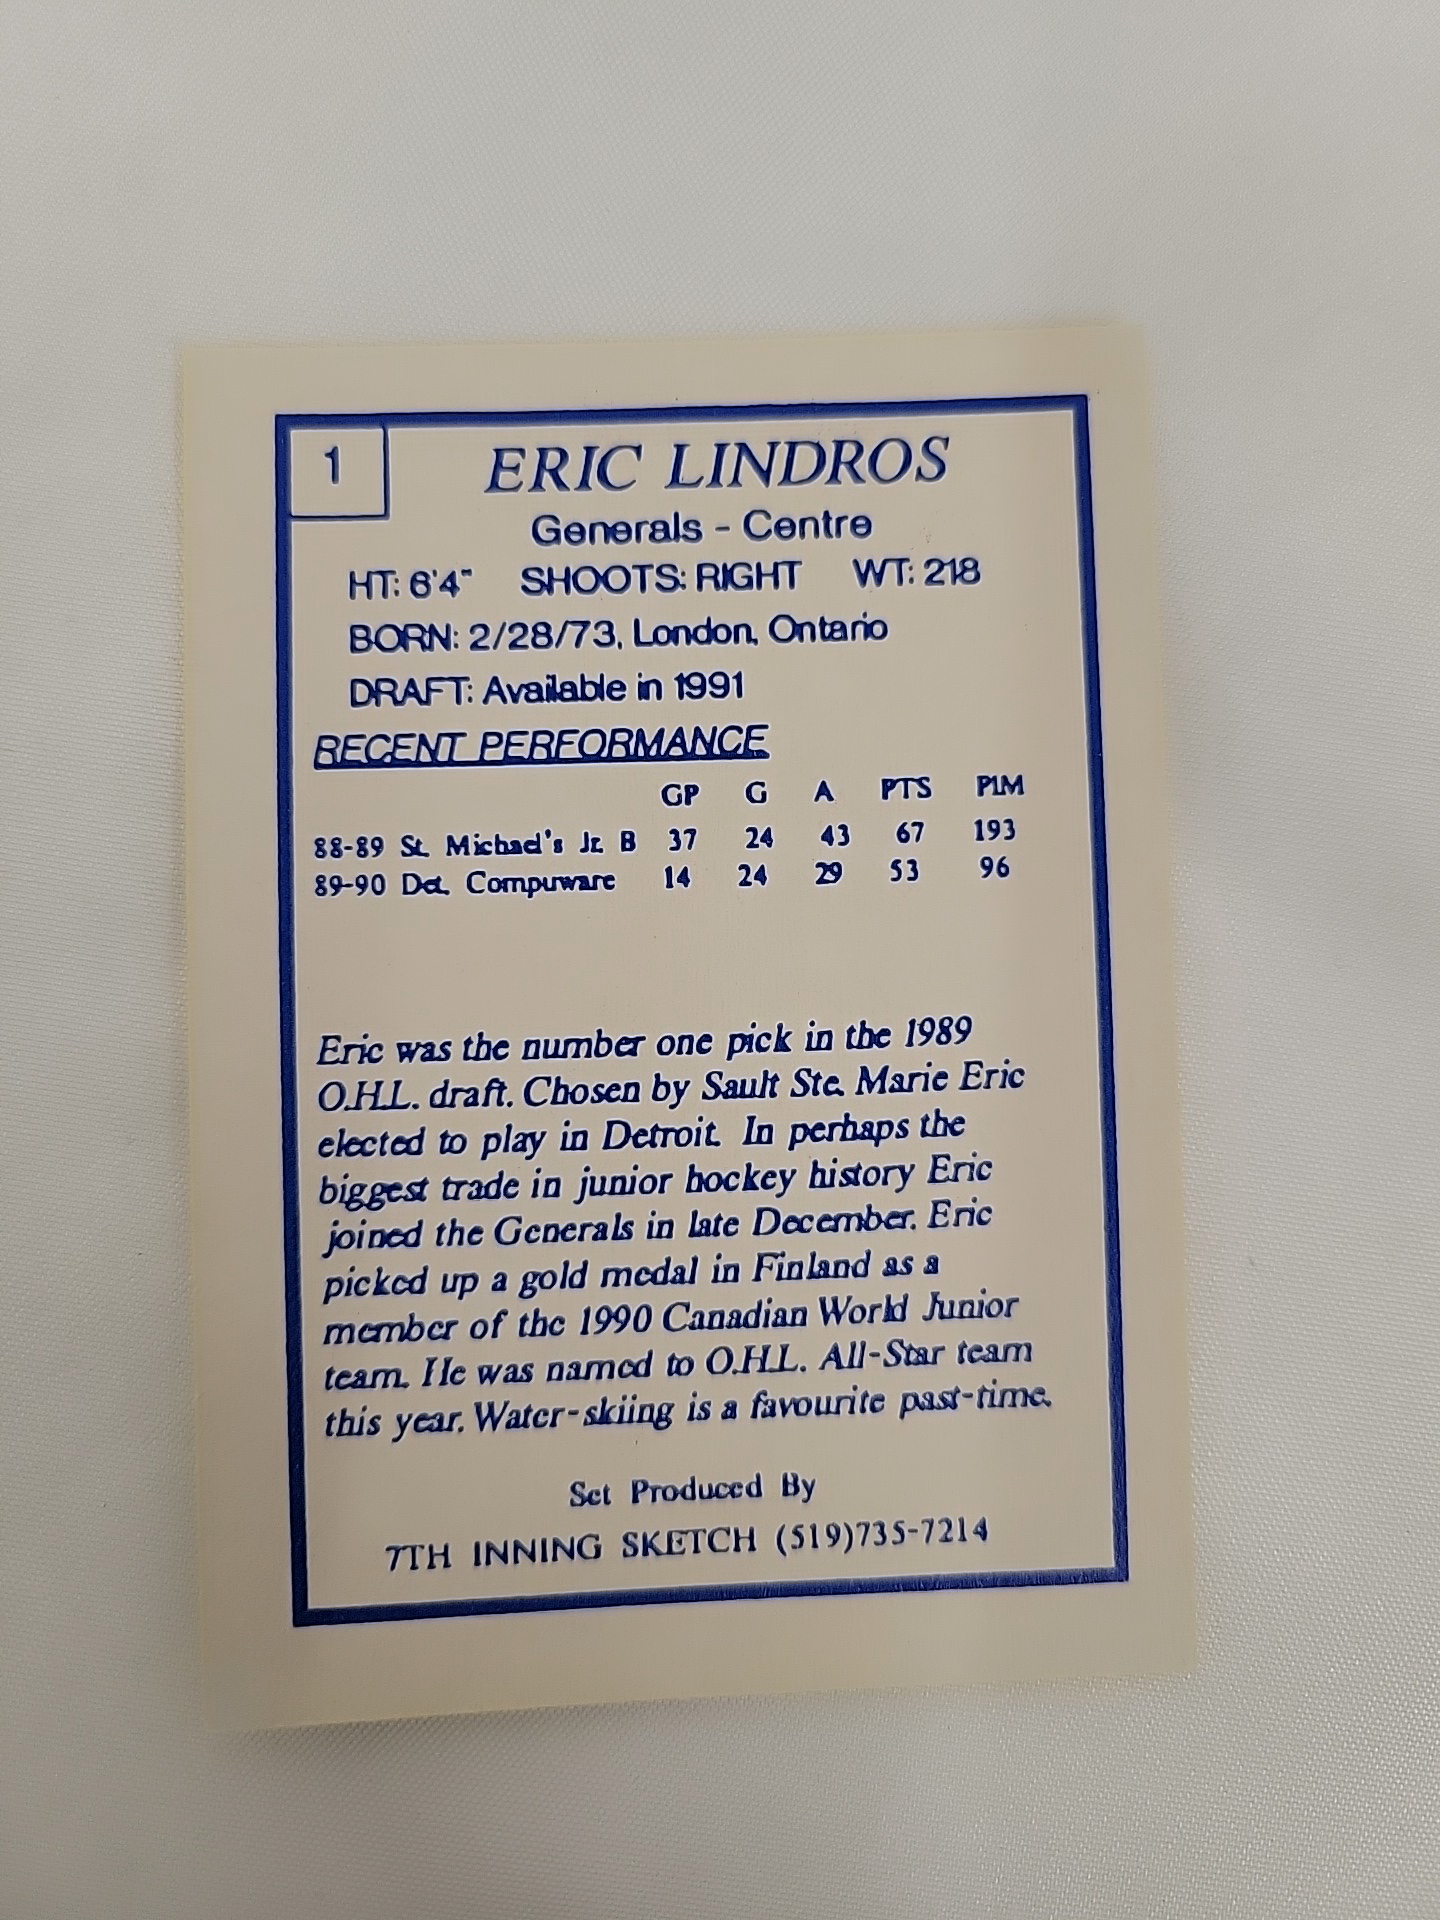 1
ERIC LINDROS
Generals - Centre
HT: 6'4" SHOOTS: RIGHT WT: 218
BORN: 2/28/73, London, Ontario
DRAFT: Available in 1991
RECENT PERFORMANCE
GP G A PTS PIM
88-89 St. Michael's Jr. B 37 24 43 67 193
89-90 Det. Compuware 14 24 29 53 96
Eric was the number one pick in the 1989
O.H.L. draft. Chosen by Sault Ste. Marie Eric
elected to play in Detroit. In perhaps the
biggest trade in junior hockey history Eric
joined the Generals in late December. Eric
picked up a gold medal in Finland as a
member of the 1990 Canadian World Junior
team. He was named to O.H.L. All-Star team
this year. Water-skiing is a favourite past-time.
Set Produced By
7TH INNING SKETCH (519)735-7214